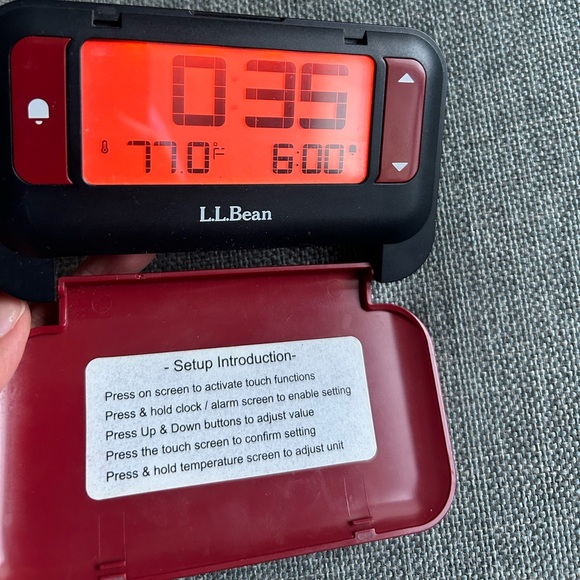 0:35
77.0°F 6:00
L.L.Bean
- Setup Introduction-
Press on screen to activate touch functions
Press & hold clock / alarm screen to enable setting
Press Up & Down buttons to adjust value
Press the touch screen to confirm setting
Press & hold temperature screen to adjust unit